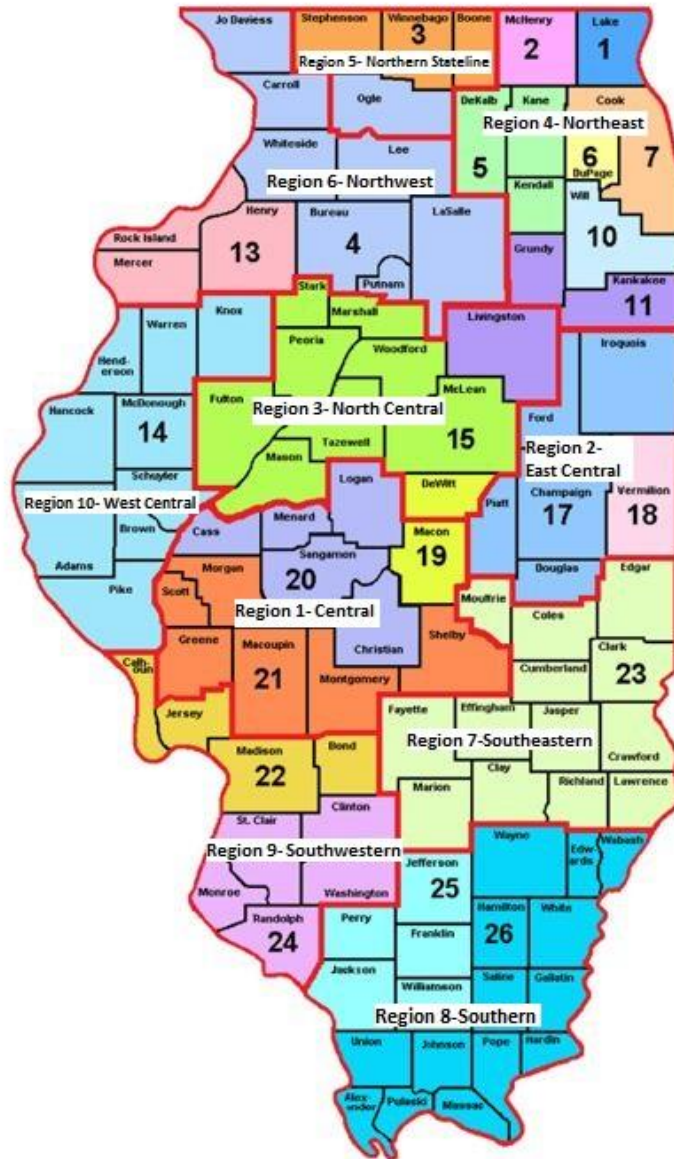 Jo Daviess
Stephenson
Winnebago
Boone
McHenry
Lake
3
2
1
Region 5- Northern Stateline
Carroll
Ogle
DeKalb
Kane
Cook
Region 4- Northeast
Whiteside
Lee
5
6
7
DuPage
Region 6- Northwest
Kendall
Will
Henry
Bureau
LaSalle
10
Rock Island
13
4
Grundy
Mercer
Putnam
Kankakee
Stark
11
Marshall
Knox
Warren
Livingston
Peoria
Iroquois
Woodford
Hend-
erson
McLean
Fulton
Hancock
McDonough
Region 3- North Central
Ford
14
15
Tazewell
Mason
Region 2-
East Central
Schuyler
Logan
DeWitt
Piatt
Champaign
Vermilion
Region 10- West Central
Menard
17
18
Brown
Cass
Macon
Sangamon
19
Adams
Morgan
20
Douglas
Edgar
Pike
Scott
Moultrie
Coles
Region 1- Central
Greene
Macoupin
Shelby
Clark
Christian
Cumberland
23
21
Montgomery
Calh-
oun
Jersey
Fayette
Effingham
Jasper
Madison
Bond
Region 7-Southeastern
Crawford
22
Clay
Marion
Richland
Lawrence
Clinton
St. Clair
Wayne
Edw-
ards
Wabash
Region 9- Southwestern
Jefferson
25
Monroe
Washington
Randolph
Perry
Hamilton
White
24
Franklin
26
Jackson
Saline
Gallatin
Williamson
Region 8-Southern
Union
Johnson
Pope
Hardin
Alex-
ander
Pulaski
Massac